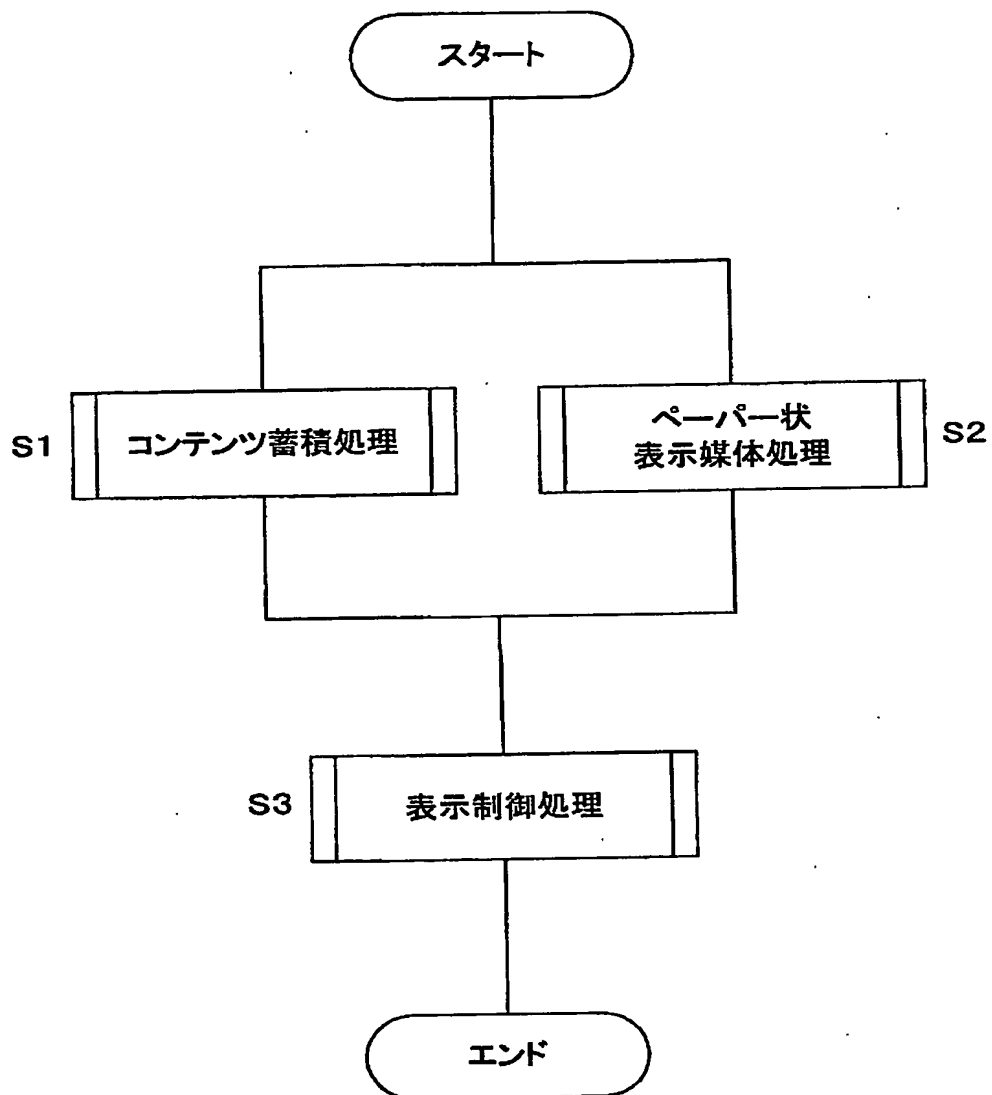 スタート
S1
コンテンツ蓄積処理
ペーパー状
表示媒体処理
S2
S3
表示制御処理
エンド